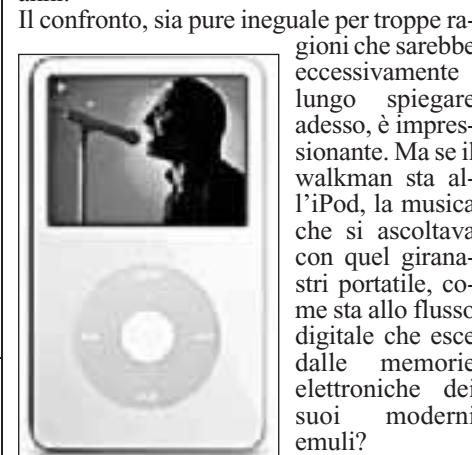 Il confronto, sia pure ineguale per troppe ra-
gioni che sarebbe
eccessivamente
lungo spiegare
adesso, è impres-
sionante. Ma se il
walkman sta al-
l'iPod, la musica
che si ascoltava
con quel girana-
stri portatile, co-
me sta allo flusso
digitale che esce
dalle memorie
elettroniche dei
suoi moderni
emuli?